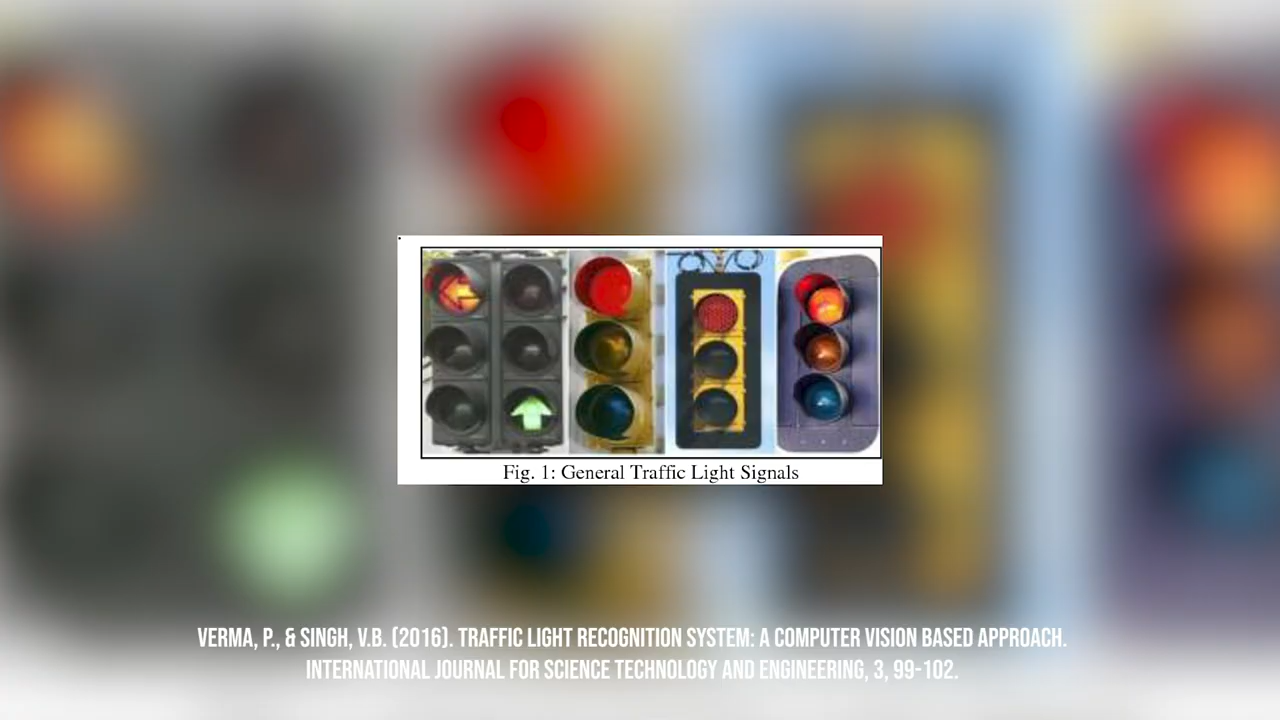 Fig. 1: General Traffic Light Signals
VERMA, P., & SINGH, V.B. (2016). TRAFFIC LIGHT RECOGNITION SYSTEM: A COMPUTER VISION BASED APPROACH.
INTERNATIONAL JOURNAL FOR SCIENCE TECHNOLOGY AND ENGINEERING, 3, 99-102.